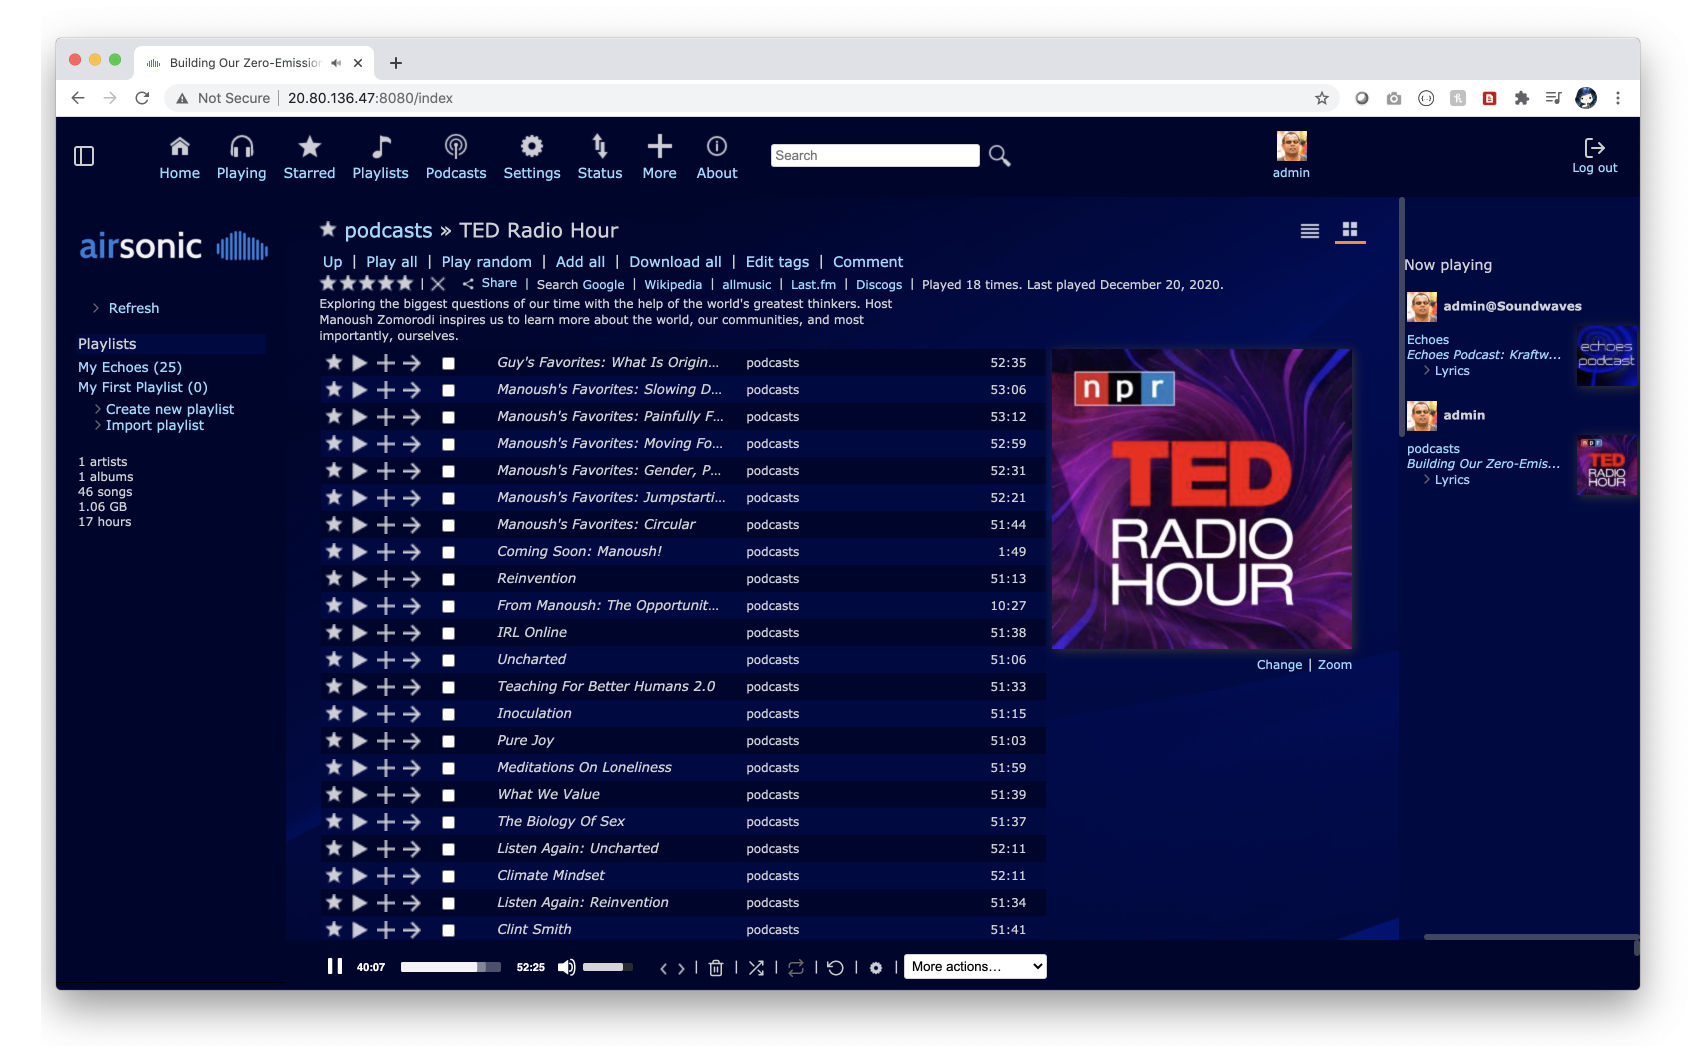 Building Our Zero-Emission
Not Secure | 20.80.136.47:8080/index
Home Playing Starred Playlists Podcasts Settings Status More About
Search
admin
Log out
airsonic
Refresh
Playlists
My Echoes (25)
My First Playlist (0)
Create new playlist
Import playlist
1 artists
1 albums
46 songs
1.06 GB
17 hours
podcasts » TED Radio Hour
Up | Play all | Play random | Add all | Download all | Edit tags | Comment
| Share | Search Google | Wikipedia | allmusic | Last.fm | Discogs | Played 18 times. Last played December 20, 2020.
Exploring the biggest questions of our time with the help of the world's greatest thinkers. Host
Manoush Zomorodi inspires us to learn more about the world, our communities, and most
importantly, ourselves.
Guy's Favorites: What Is Origin... podcasts 52:35
Manoush's Favorites: Slowing D... podcasts 53:06
Manoush's Favorites: Painfully F... podcasts 53:12
Manoush's Favorites: Moving Fo... podcasts 52:59
Manoush's Favorites: Gender, P... podcasts 52:31
Manoush's Favorites: Jumpstarti... podcasts 52:21
Manoush's Favorites: Circular podcasts 51:44
Coming Soon: Manoush! podcasts 1:49
Reinvention podcasts 51:13
From Manoush: The Opportunit... podcasts 10:27
IRL Online podcasts 51:38
Uncharted podcasts 51:06
Teaching For Better Humans 2.0 podcasts 51:33
Inoculation podcasts 51:15
Pure Joy podcasts 51:03
Meditations On Loneliness podcasts 51:59
What We Value podcasts 51:39
The Biology Of Sex podcasts 51:37
Listen Again: Uncharted podcasts 52:11
Climate Mindset podcasts 52:11
Listen Again: Reinvention podcasts 51:34
Clint Smith podcasts 51:41
npr
TED
RADIO
HOUR
Change | Zoom
Now playing
admin@Soundwaves
Echoes
Echoes Podcast: Kraftw...
Lyrics
echoes
podcast
admin
podcasts
Building Our Zero-Emis...
Lyrics
npr
TED
RADIO
HOUR
40:07 52:25 More actions...